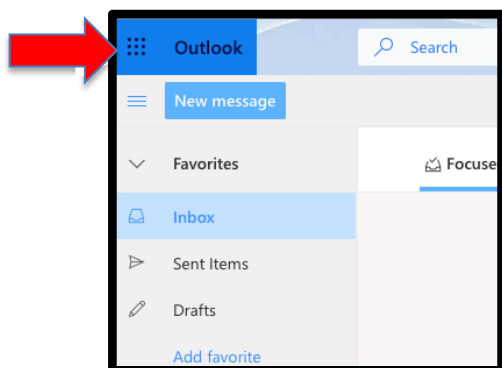 Outlook
Search
New message
Favorites
Focuse
Inbox
Sent Items
Drafts
Add favorite